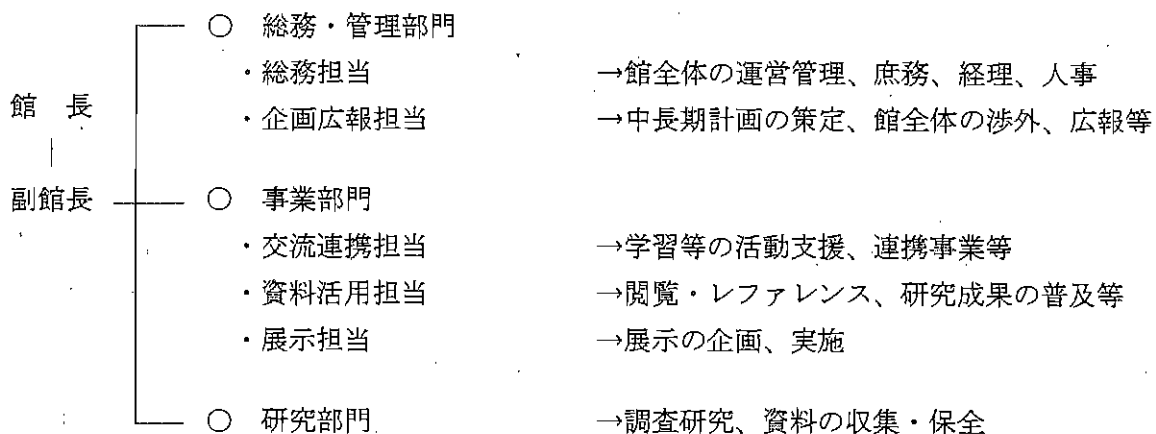 ○ 総務・管理部門
・総務担当 →館全体の運営管理、庶務、経理、人事
館 長
・企画広報担当 →中長期計画の策定、館全体の渉外、広報等
副館長
○ 事業部門
・交流連携担当 →学習等の活動支援、連携事業等
・資料活用担当 →閲覧・レファレンス、研究成果の普及等
・展示担当 →展示の企画、実施
○ 研究部門 →調査研究、資料の収集・保全